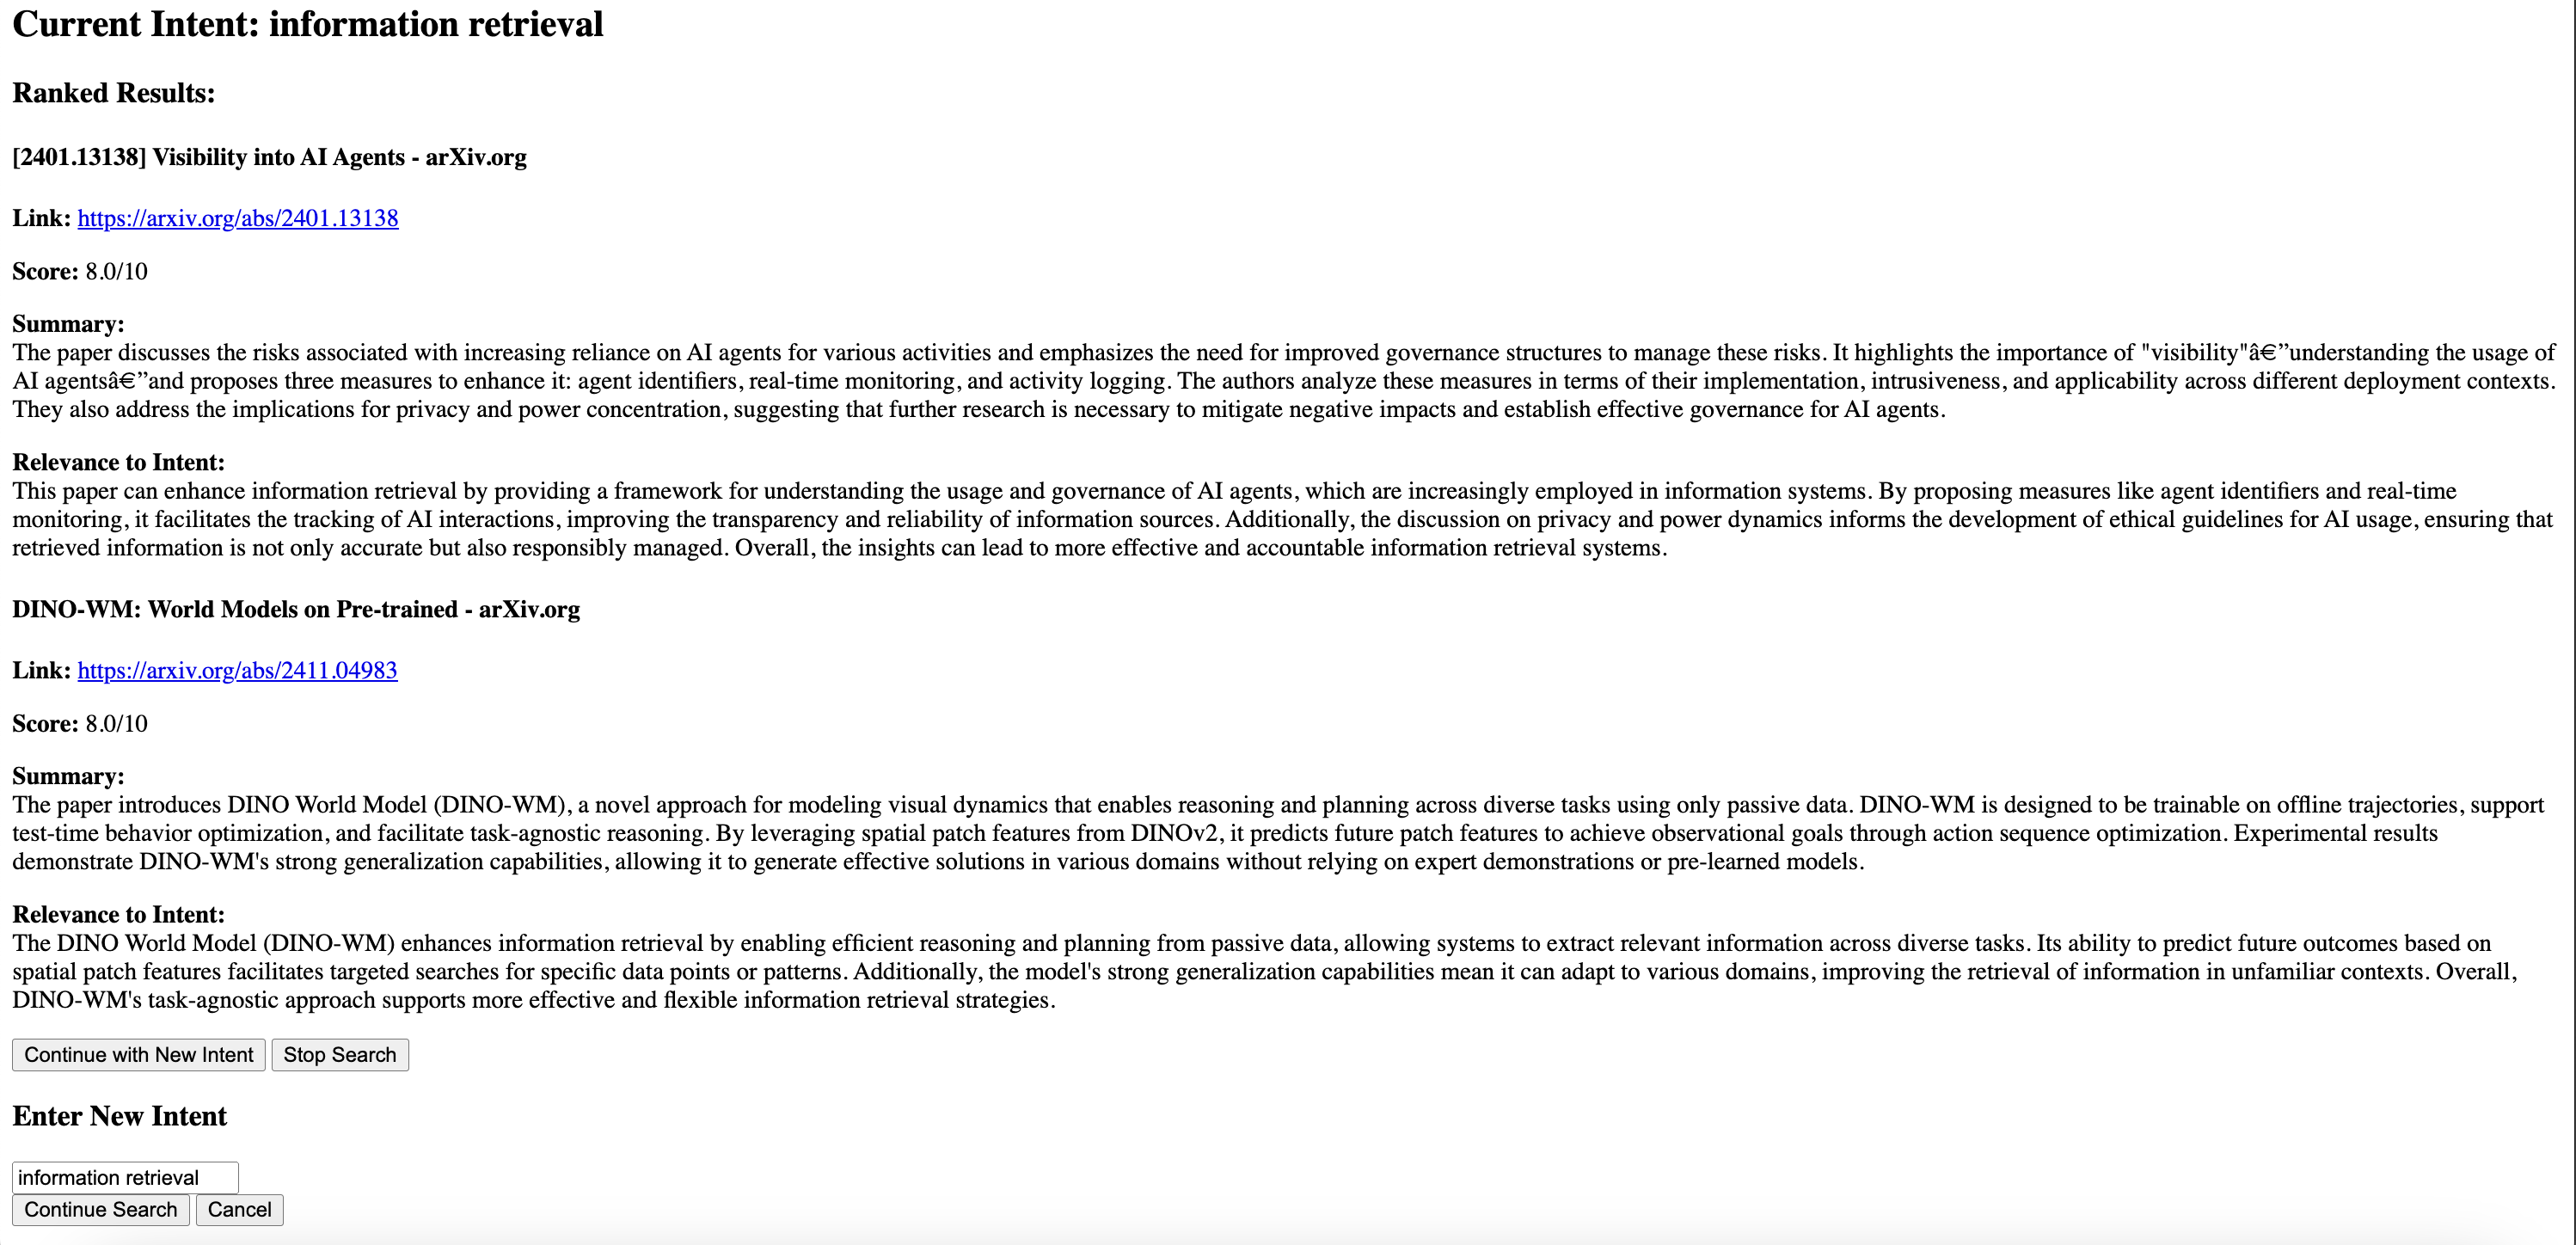 Current Intent: information retrieval
Ranked Results:
[2401.13138] Visibility into AI Agents - arXiv.org
Link: https://arxiv.org/abs/2401.13138
Score: 8.0/10
Summary:
The paper discusses the risks associated with increasing reliance on AI agents for various activities and emphasizes the need for improved governance structures to manage these risks. It highlights the importance of "visibility"â€”understanding the usage of
AI agentsâ€”and proposes three measures to enhance it: agent identifiers, real-time monitoring, and activity logging. The authors analyze these measures in terms of their implementation, intrusiveness, and applicability across different deployment contexts.
They also address the implications for privacy and power concentration, suggesting that further research is necessary to mitigate negative impacts and establish effective governance for AI agents.
Relevance to Intent:
This paper can enhance information retrieval by providing a framework for understanding the usage and governance of AI agents, which are increasingly employed in information systems. By proposing measures like agent identifiers and real-time
monitoring, it facilitates the tracking of AI interactions, improving the transparency and reliability of information sources. Additionally, the discussion on privacy and power dynamics informs the development of ethical guidelines for AI usage, ensuring that
retrieved information is not only accurate but also responsibly managed. Overall, the insights can lead to more effective and accountable information retrieval systems.
DINO-WM: World Models on Pre-trained - arXiv.org
Link: https://arxiv.org/abs/2411.04983
Score: 8.0/10
Summary:
The paper introduces DINO World Model (DINO-WM), a novel approach for modeling visual dynamics that enables reasoning and planning across diverse tasks using only passive data. DINO-WM is designed to be trainable on offline trajectories, support
test-time behavior optimization, and facilitate task-agnostic reasoning. By leveraging spatial patch features from DINOv2, it predicts future patch features to achieve observational goals through action sequence optimization. Experimental results
demonstrate DINO-WM's strong generalization capabilities, allowing it to generate effective solutions in various domains without relying on expert demonstrations or pre-learned models.
Relevance to Intent:
The DINO World Model (DINO-WM) enhances information retrieval by enabling efficient reasoning and planning from passive data, allowing systems to extract relevant information across diverse tasks. Its ability to predict future outcomes based on
spatial patch features facilitates targeted searches for specific data points or patterns. Additionally, the model's strong generalization capabilities mean it can adapt to various domains, improving the retrieval of information in unfamiliar contexts. Overall,
DINO-WM's task-agnostic approach supports more effective and flexible information retrieval strategies.
Continue with New Intent Stop Search
Enter New Intent
information retrieval
Continue Search Cancel